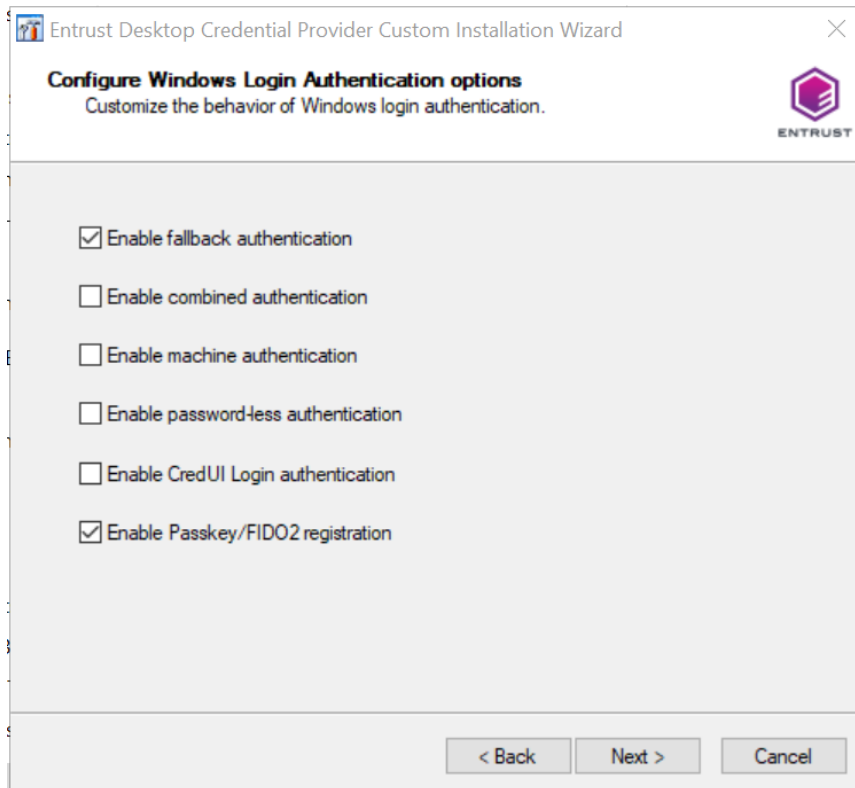 Entrust Desktop Credential Provider Custom Installation Wizard
Configure Windows Login Authentication options
Customize the behavior of Windows login authentication.
ENTRUST
Enable fallback authentication
Enable combined authentication
Enable machine authentication
Enable password-less authentication
Enable CredUI Login authentication
Enable Passkey/FIDO2 registration
< Back
Next >
Cancel